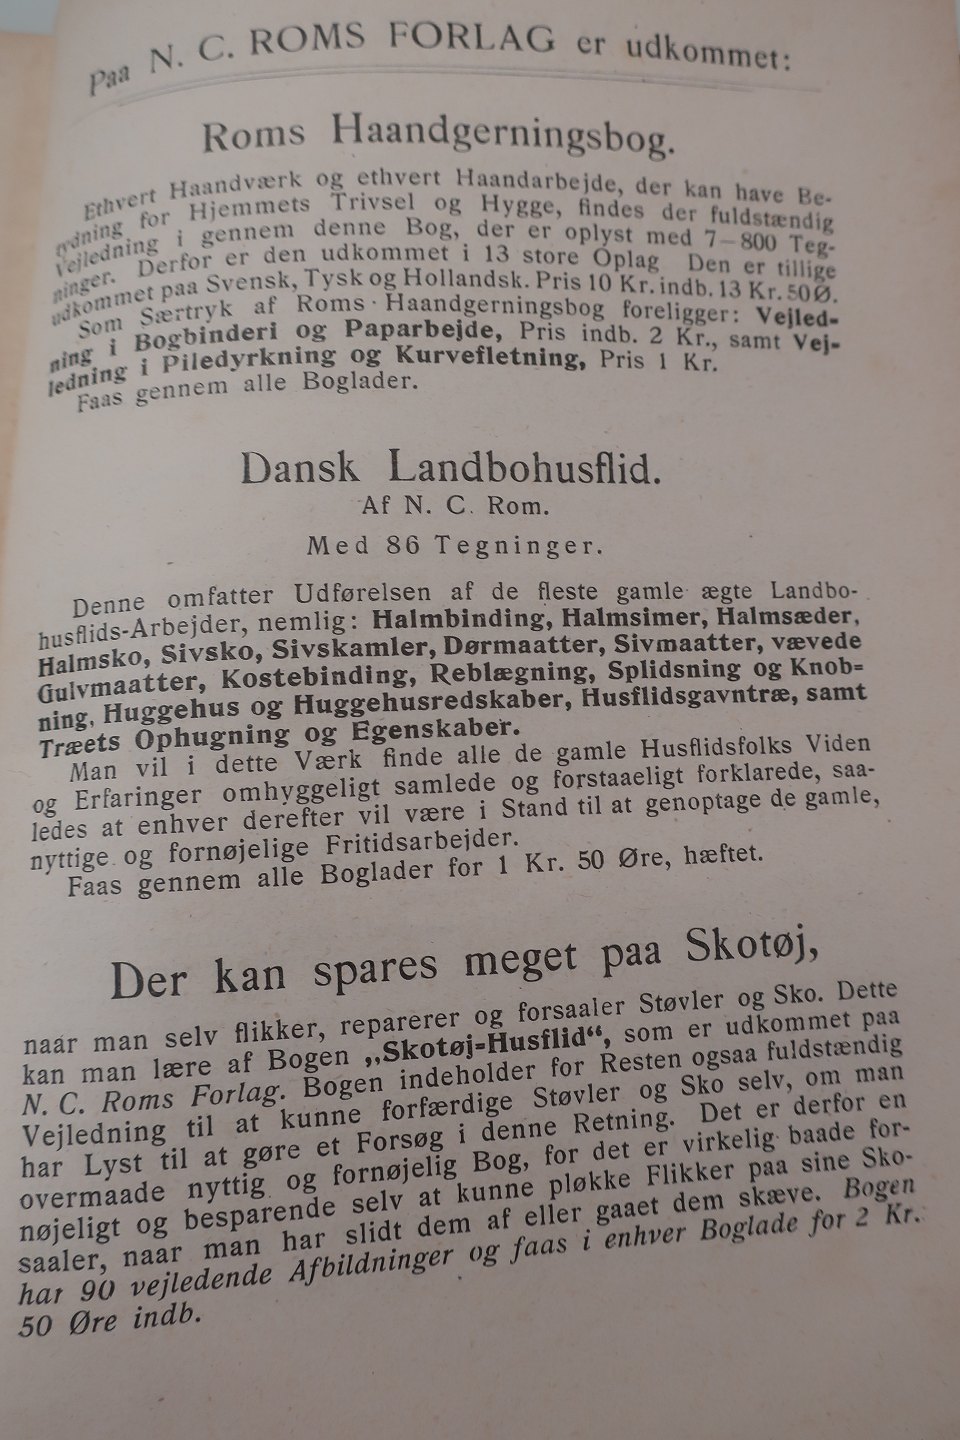 Paa N. C. ROMS FORLAG er udkommet:
Roms Haandgerningsbog.
Ethvert Haandværk og ethvert Haandarbejde, der kan have Be-
tydning for Hjemmets Trivsel og Hygge, findes der fuldstændig
Vejledning i gennem denne Bog, der er oplyst med 7—800 Teg-
ninger. Derfor er den udkommet i 13 store Oplag Den er tillige
udkommet paa Svensk, Tysk og Hollandsk. Pris 10 Kr. indb. 13 Kr. 50 Ø.
Som Særtryk af Roms Haandgerningsbog foreligger: Vejled-
ning i Bogbinderi og Paparbejde, Pris indb. 2 Kr., samt Vej-
ledning i Piledyrkning og Kurvefletning, Pris 1 Kr.
Faas gennem alle Boglader.
Dansk Landbohusflid.
Af N. C. Rom.
Med 86 Tegninger.
Denne omfatter Udførelsen af de fleste gamle ægte Landbo-
husflids-Arbejder, nemlig: Halmbinding, Halmsimer, Halmsæder,
Halmsko, Sivsko, Sivskamler, Dørmaatter, Sivmaatter, vævede
Gulvmaatter, Kostebinding, Reblægning, Splidsning og Knob-
ning, Huggehus og Huggehusredskaber, Husflidsgavntræ, samt
Træets Ophugning og Egenskaber.
Man vil i dette Værk finde alle de gamle Husflidsfolks Viden
og Erfaringer omhyggeligt samlede og forstaaeligt forklarede, saa-
ledes at enhver derefter vil være i Stand til at genoptage de gamle,
nyttige og fornøjelige Fritidsarbejder.
Faas gennem alle Boglader for 1 Kr. 50 Øre, hæftet.
Der kan spares meget paa Skotøj,
naar man selv flikker, reparerer og forsaaler Støvler og Sko. Dette
kan man lære af Bogen „Skotøj-Husflid“, som er udkommet paa
N. C. Roms Forlag. Bogen indeholder for Resten ogsaa fuldstændig
Vejledning til at kunne forfærdige Støvler og Sko selv, om man
har Lyst til at gøre et Forsøg i denne Retning. Det er derfor en
overmaade nyttig og fornøjelig Bog, for det er virkelig baade for-
nøjeligt og besparende selv at kunne pløkke Flikker paa sine Sko-
saaler, naar man har slidt dem af eller gaaet dem skæve. Bogen
har 90 vejledende Afbildninger og faas i enhver Boglade for 2 Kr.
50 Øre indb.